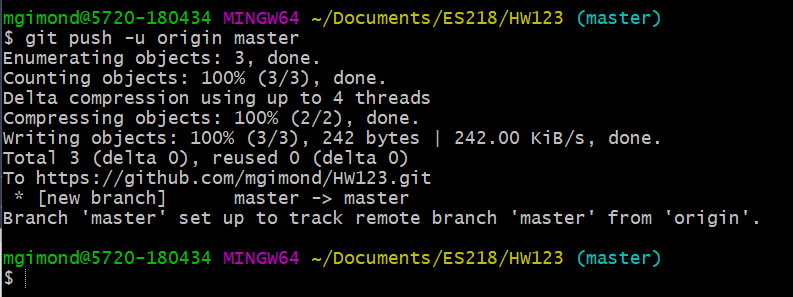 mgimond@5720-180434 MINGW64 ~/Documents/ES218/HW123 (master)
$ git push -u origin master
Enumerating objects: 3, done.
Counting objects: 100% (3/3), done.
Delta compression using up to 4 threads
Compressing objects: 100% (2/2), done.
Writing objects: 100% (3/3), 242 bytes | 242.00 KiB/s, done.
Total 3 (delta 0), reused 0 (delta 0)
To https://github.com/mgimond/HW123.git
 * [new branch]      master -> master
Branch 'master' set up to track remote branch 'master' from 'origin'.
mgimond@5720-180434 MINGW64 ~/Documents/ES218/HW123 (master)
$